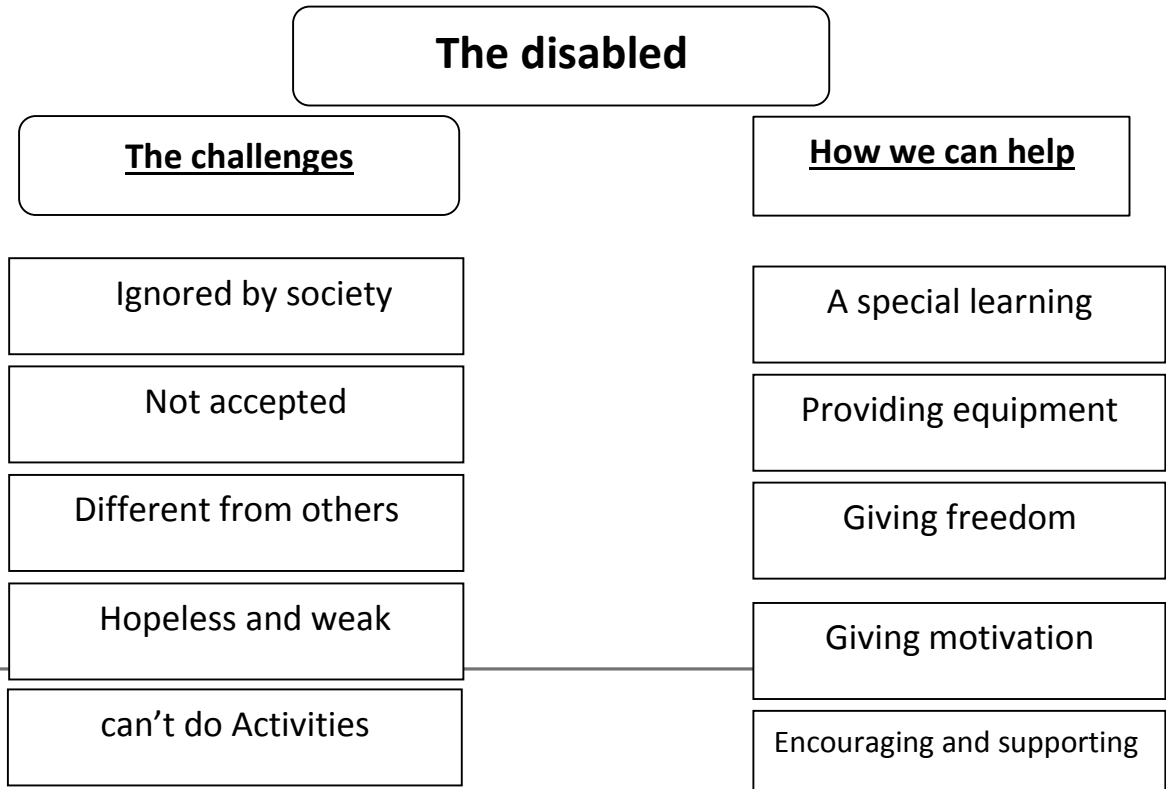 The disabled
The challenges
Ignored by society
Not accepted
Different from others
Hopeless and weak
can't do Activities
How we can help
A special learning
Providing equipment
Giving freedom
Giving motivation
Encouraging and supporting